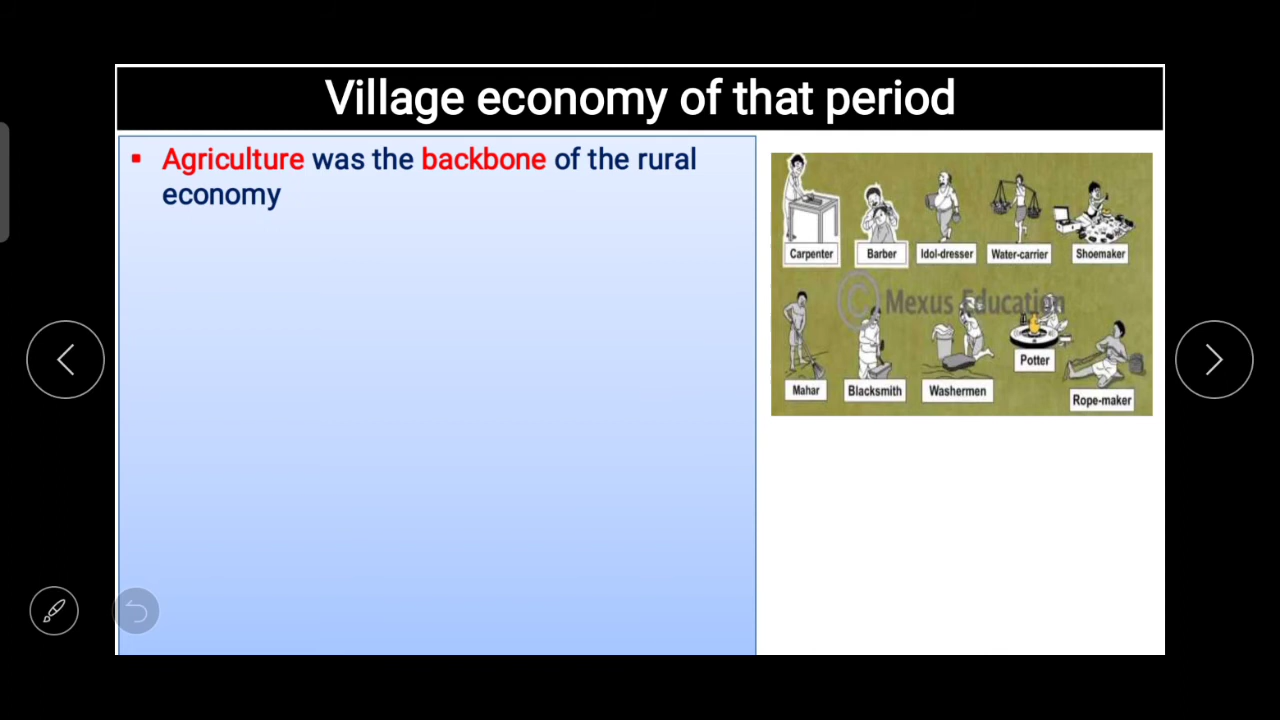 Village economy of that period
▪ Agriculture was the backbone of the rural
economy
Carpenter
Barber
Idol-dresser
Water-carrier
Shoemaker
© Mexus Education
Mahar
Blacksmith
Washermen
Potter
Rope-maker